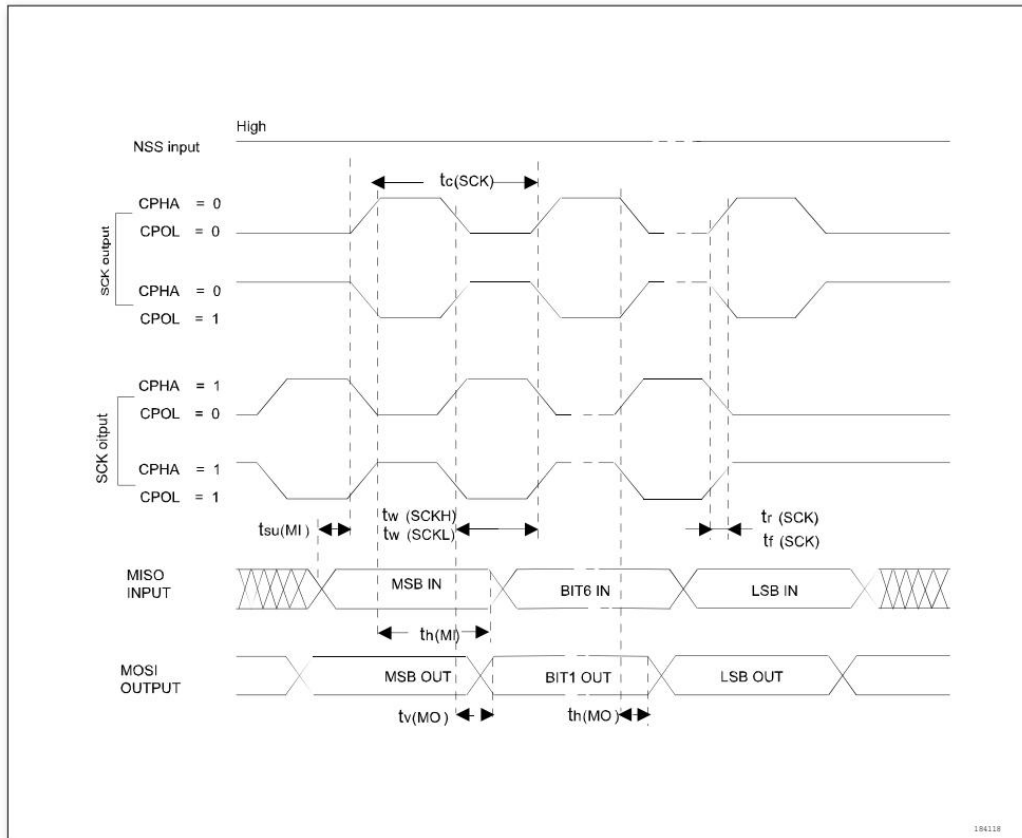 High
NSS input
tc(SCK)
CPHA = 0
CPOL = 0
SCK output
CPHA = 0
CPOL = 1
CPHA = 1
CPOL = 0
SCK oitput
CPHA = 1
CPOL = 1
tsu(MI)
tw (SCKH)
tw (SCKL)
tr (SCK)
tf (SCK)
MISO
INPUT
MSB IN
BIT6 IN
LSB IN
th(MI)
MOSI
OUTPUT
MSB OUT
BIT1 OUT
LSB OUT
tv(MO)
th(MO)
184118